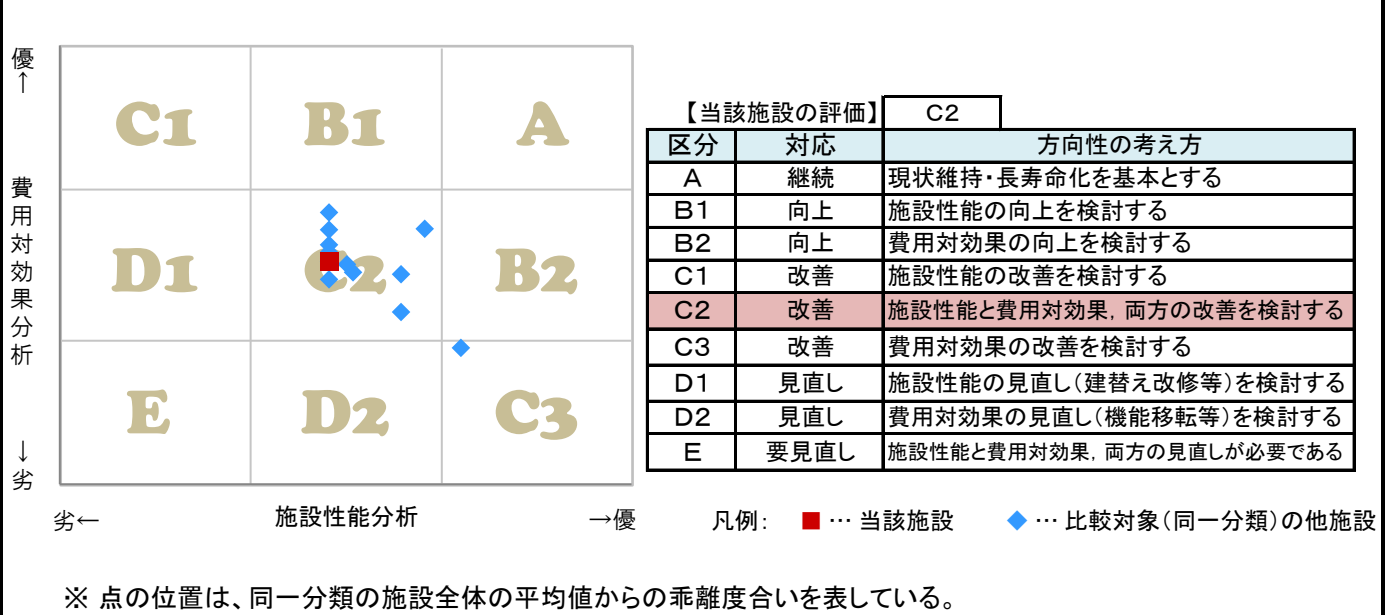 優
↑
費用対効果分析
↓
劣
C1
B1
A
D1
C2
B2
E
D2
C3
劣←
施設性能分析
→優
【当該施設の評価】 C2
区分 対応 方向性の考え方
A 継続 現状維持・長寿命化を基本とする
B1 向上 施設性能の向上を検討する
B2 向上 費用対効果の向上を検討する
C1 改善 施設性能の改善を検討する
C2 改善 施設性能と費用対効果，両方の改善を検討する
C3 改善 費用対効果の改善を検討する
D1 見直し 施設性能の見直し（建替え改修等）を検討する
D2 見直し 費用対効果の見直し（機能移転等）を検討する
E 要見直し 施設性能と費用対効果，両方の見直しが必要である
凡例： ■ … 当該施設 ◆ … 比較対象（同一分類）の他施設
※ 点の位置は、同一分類の施設全体の平均値からの乖離度合いを表している。